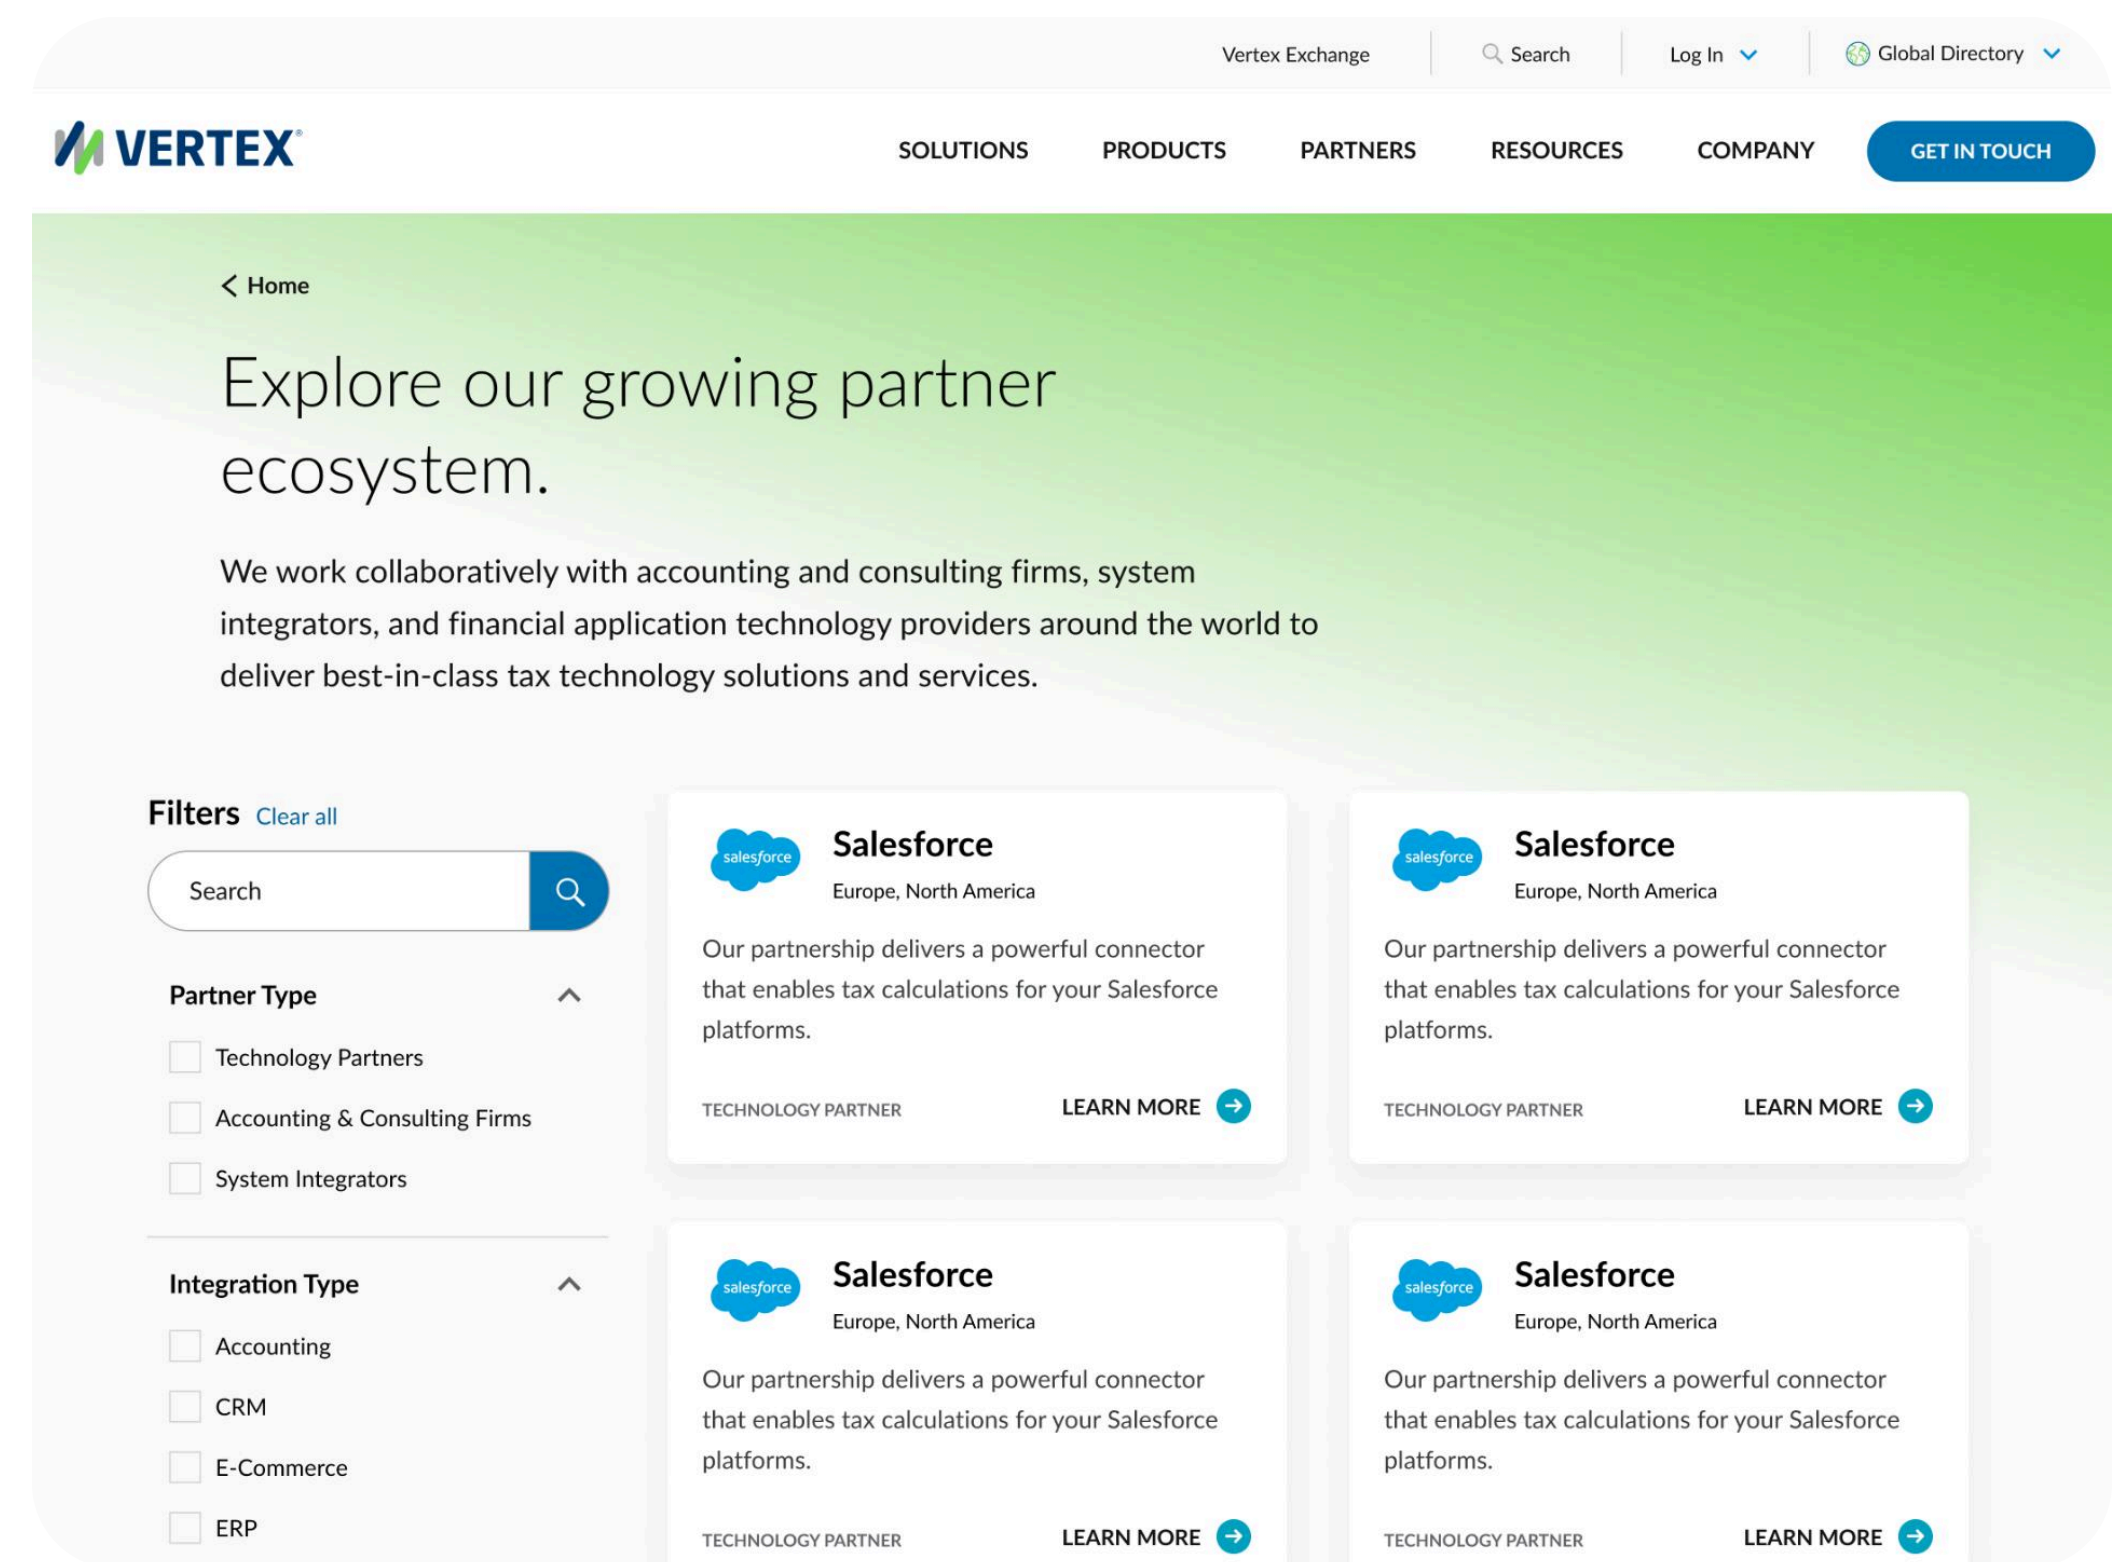 Vertex Exchange
Search
Log In
Global Directory
VERTEX®
SOLUTIONS
PRODUCTS
PARTNERS
RESOURCES
COMPANY
GET IN TOUCH
Home
Explore our growing partner
ecosystem.
We work collaboratively with accounting and consulting firms, system
integrators, and financial application technology providers around the world to
deliver best-in-class tax technology solutions and services.
Filters Clear all
Search
Partner Type
Technology Partners
Accounting & Consulting Firms
System Integrators
Integration Type
Accounting
CRM
E-Commerce
ERP
salesforce
Salesforce
Europe, North America
Our partnership delivers a powerful connector
that enables tax calculations for your Salesforce
platforms.
TECHNOLOGY PARTNER
LEARN MORE
salesforce
Salesforce
Europe, North America
Our partnership delivers a powerful connector
that enables tax calculations for your Salesforce
platforms.
TECHNOLOGY PARTNER
LEARN MORE
salesforce
Salesforce
Europe, North America
Our partnership delivers a powerful connector
that enables tax calculations for your Salesforce
platforms.
TECHNOLOGY PARTNER
LEARN MORE
salesforce
Salesforce
Europe, North America
Our partnership delivers a powerful connector
that enables tax calculations for your Salesforce
platforms.
TECHNOLOGY PARTNER
LEARN MORE